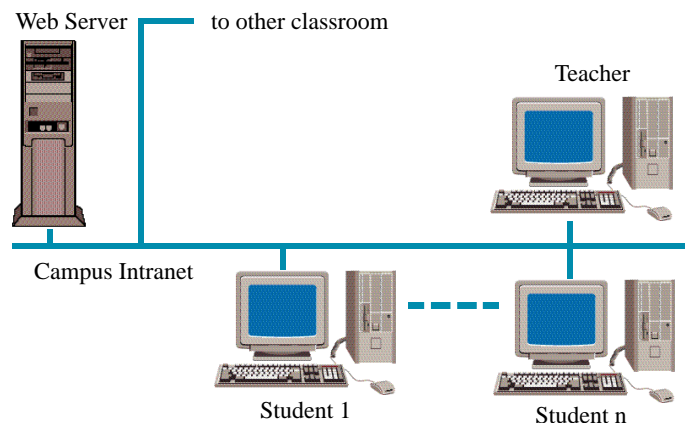 Web Server
to other classroom
Teacher
Campus Intranet
Student 1
Student n